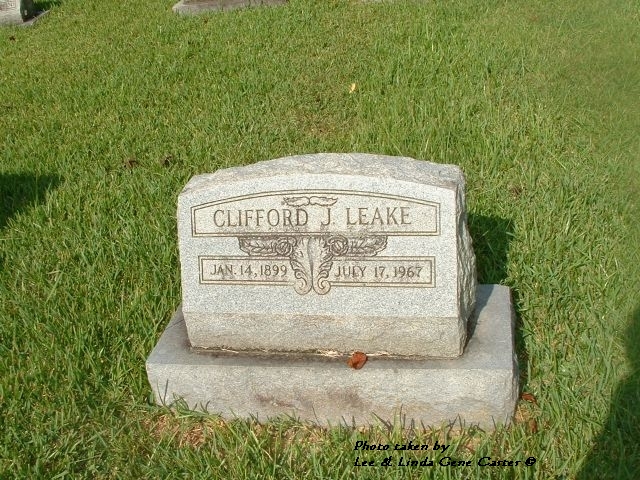 CLIFFORD J. LEAKE
JAN. 14, 1899 JULY 17, 1967
Photo taken by
Lee & Linda Gene Carter ©